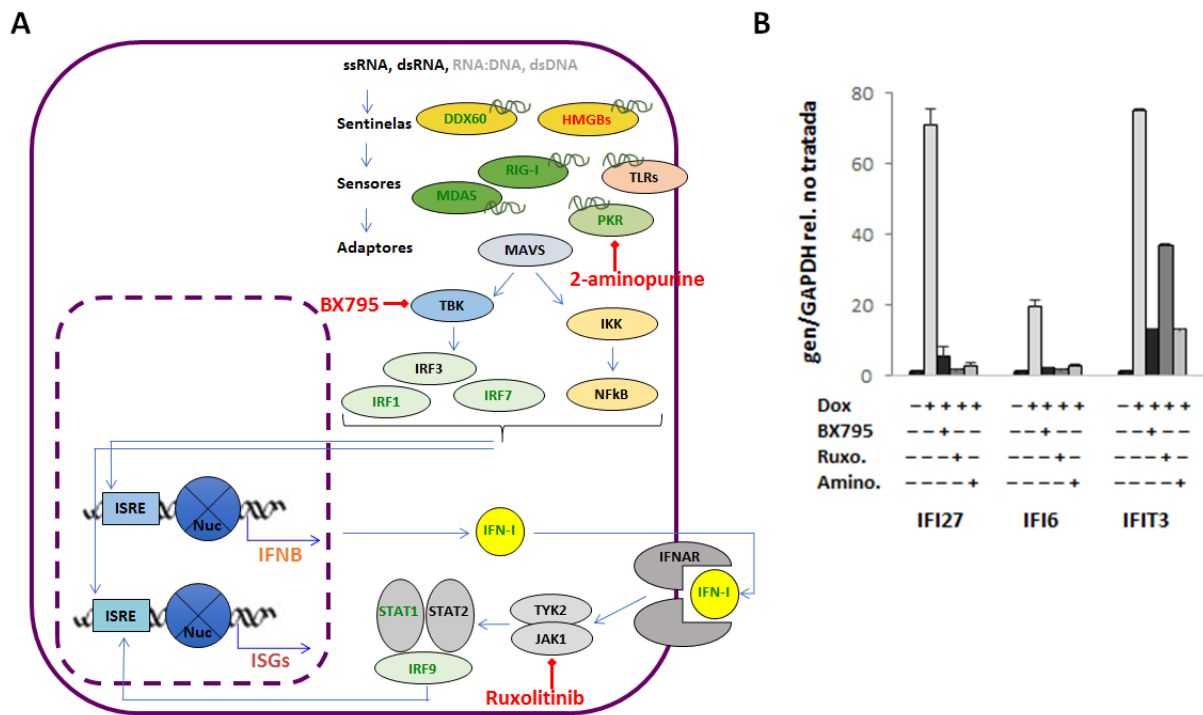 A
ssRNA, dsRNA, RNA:DNA, dsDNA
Sentinelas
DDX60
HMGBs
Sensores
RIG-I
MDA5
TLRs
PKR
Adaptores
MAVS
2-aminopurine
BX795
TBK
IKK
IRF3
IRF1
IRF7
NFkB
ISRE
Nuc
IFNB
IFN-I
IFNAR
IFN-I
ISRE
Nuc
ISGs
STAT1
STAT2
TYK2
JAK1
IRF9
Ruxolitinib
B
gen/GAPDH rel. no tratada
80
60
40
20
0
Dox − + + + + − + + + + − + + + +
BX795 − − + − − − − + − − − − + − −
Ruxo. − − − + − − − − + − − − − + −
Amino. − − − − + − − − − + − − − − +
IFI27 IFI6 IFIT3